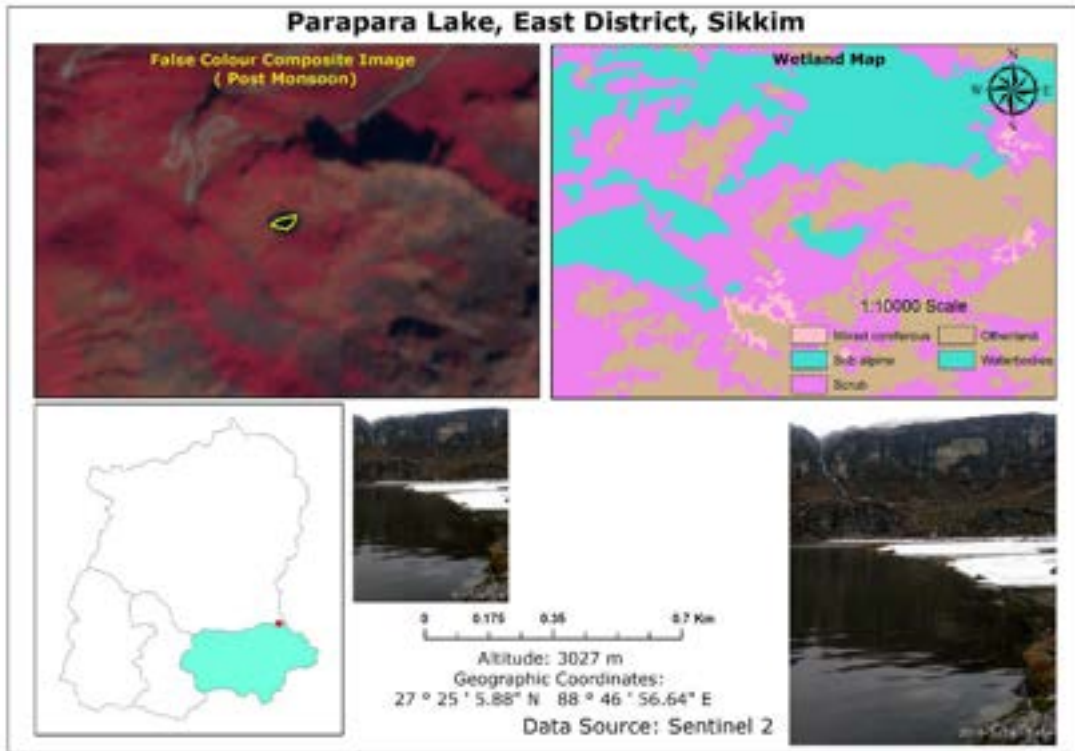 Parapara Lake, East District, Sikkim
False Colour Composite Image
( Post Monsoon)
Wetland Map
N
W E
1:10000 Scale
Mixed coniferous Otherland
Sub alpine Waterbodies
Scrub
0 0.175 0.35 0.7 Km
Altitude: 3027 m
Geographic Coordinates:
27 ° 25 ' 5.88" N 88 ° 46 ' 56.64" E
Data Source: Sentinel 2